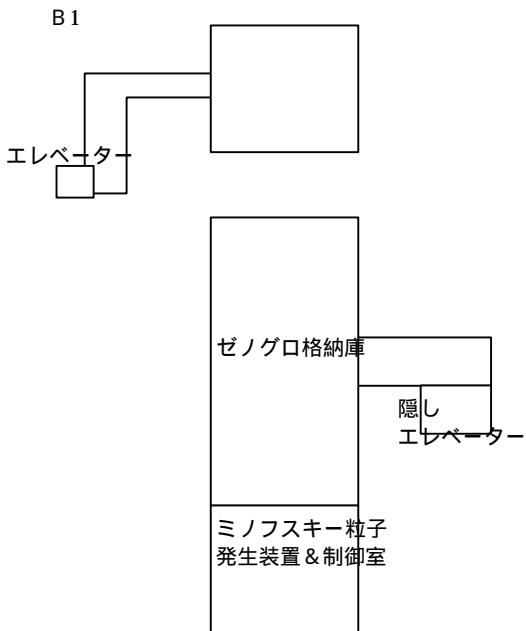 Ｂ1
エレベーター
ゼノグロ格納庫
隠し
エレベーター
ミノフスキー粒子
発生装置＆制御室